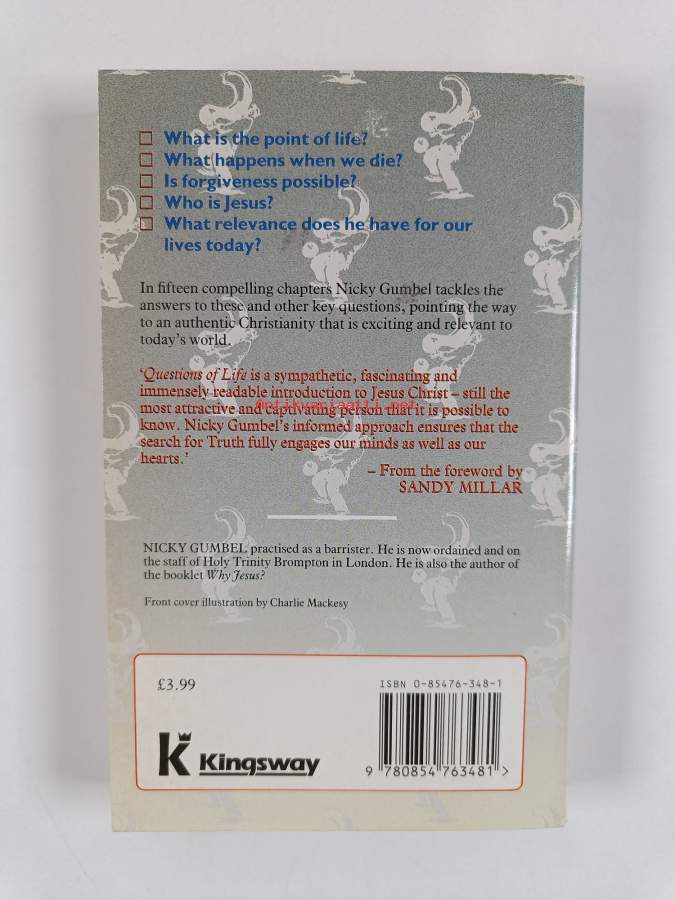 What is the point of life?
What happens when we die?
Is forgiveness possible?
Who is Jesus?
What relevance does he have for our
lives today?
In fifteen compelling chapters Nicky Gumbel tackles the
answers to these and other key questions, pointing the way
to an authentic Christianity that is exciting and relevant to
today's world.
'Questions of Life is a sympathetic, fascinating and
immensely readable introduction to Jesus Christ – still the
most attractive and captivating person that it is possible to
know. Nicky Gumbel's informed approach ensures that the
search for Truth fully engages our minds as well as our
hearts.'
– From the foreword by
SANDY MILLAR
NICKY GUMBEL practised as a barrister. He is now ordained and on
the staff of Holy Trinity Brompton in London. He is also the author of
the booklet Why Jesus?
Front cover illustration by Charlie Mackesy
£3.99
ISBN 0-85476-348-1
K Kingsway
9 780854 763481 >